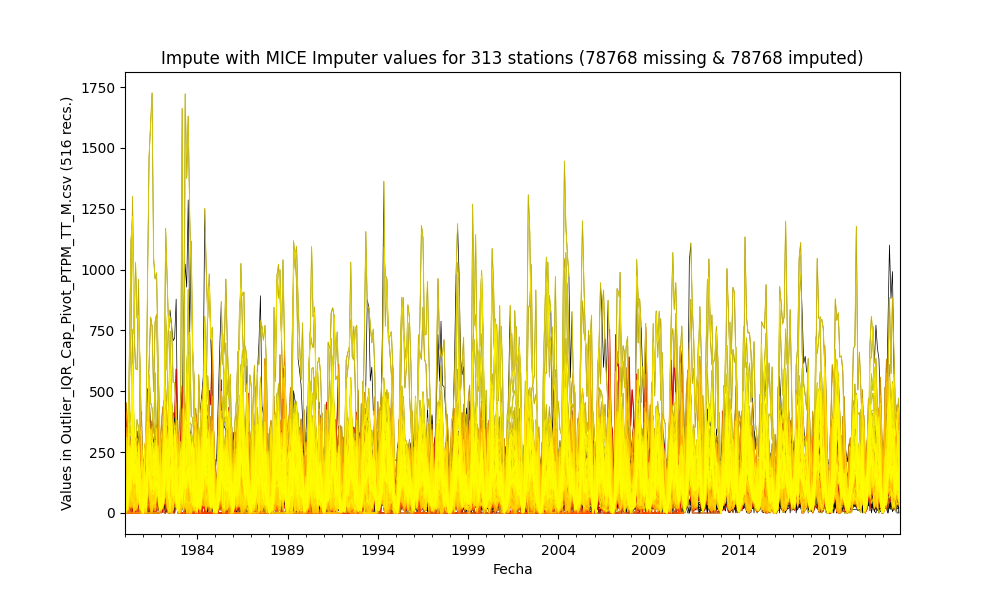 Impute with MICE Imputer values for 313 stations (78768 missing & 78768 imputed)
Values in Outlier_IQR_Cap_Pivot_PTPM_TT_M.csv (516 recs.)
1750
1500
1250
1000
750
500
250
0
1984 1989 1994 1999 2004 2009 2014 2019
Fecha